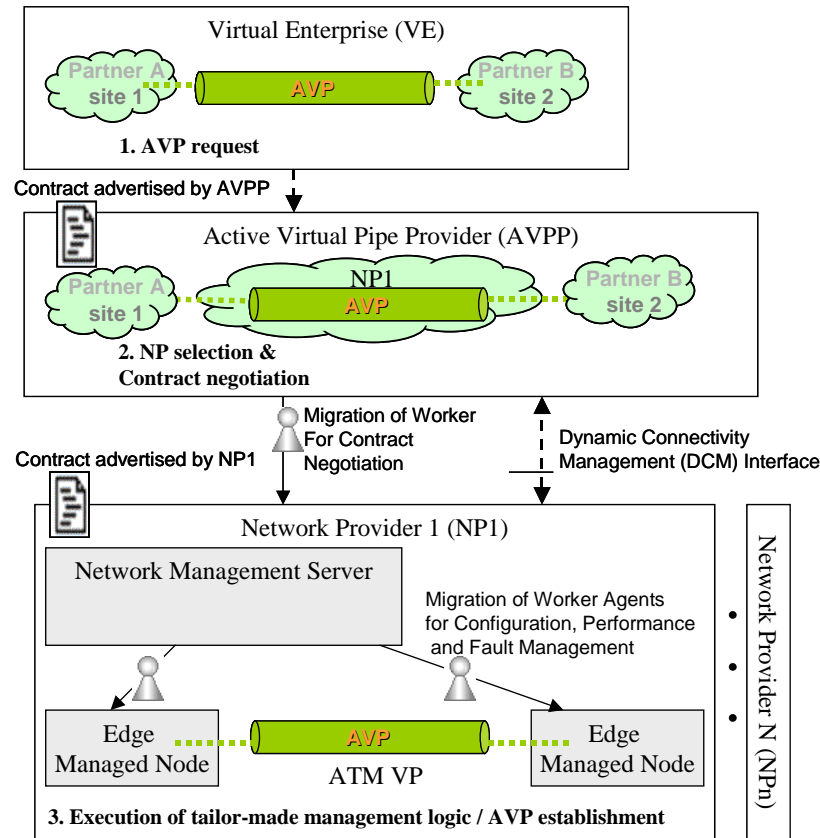 Virtual Enterprise (VE)
Partner A
site 1
AVP
Partner B
site 2
1. AVP request
Contract advertised by AVPP
Active Virtual Pipe Provider (AVPP)
Partner A
site 1
NP1
AVP
Partner B
site 2
2. NP selection &
Contract negotiation
Migration of Worker
For Contract
Negotiation
Dynamic Connectivity
Management (DCM) Interface
Contract advertised by NP1
Network Provider 1 (NP1)
Network Management Server
Migration of Worker Agents
for Configuration, Performance
and Fault Management
Edge
Managed Node
AVP
ATM VP
Edge
Managed Node
3. Execution of tailor-made management logic / AVP establishment
Network Provider N (NPn)